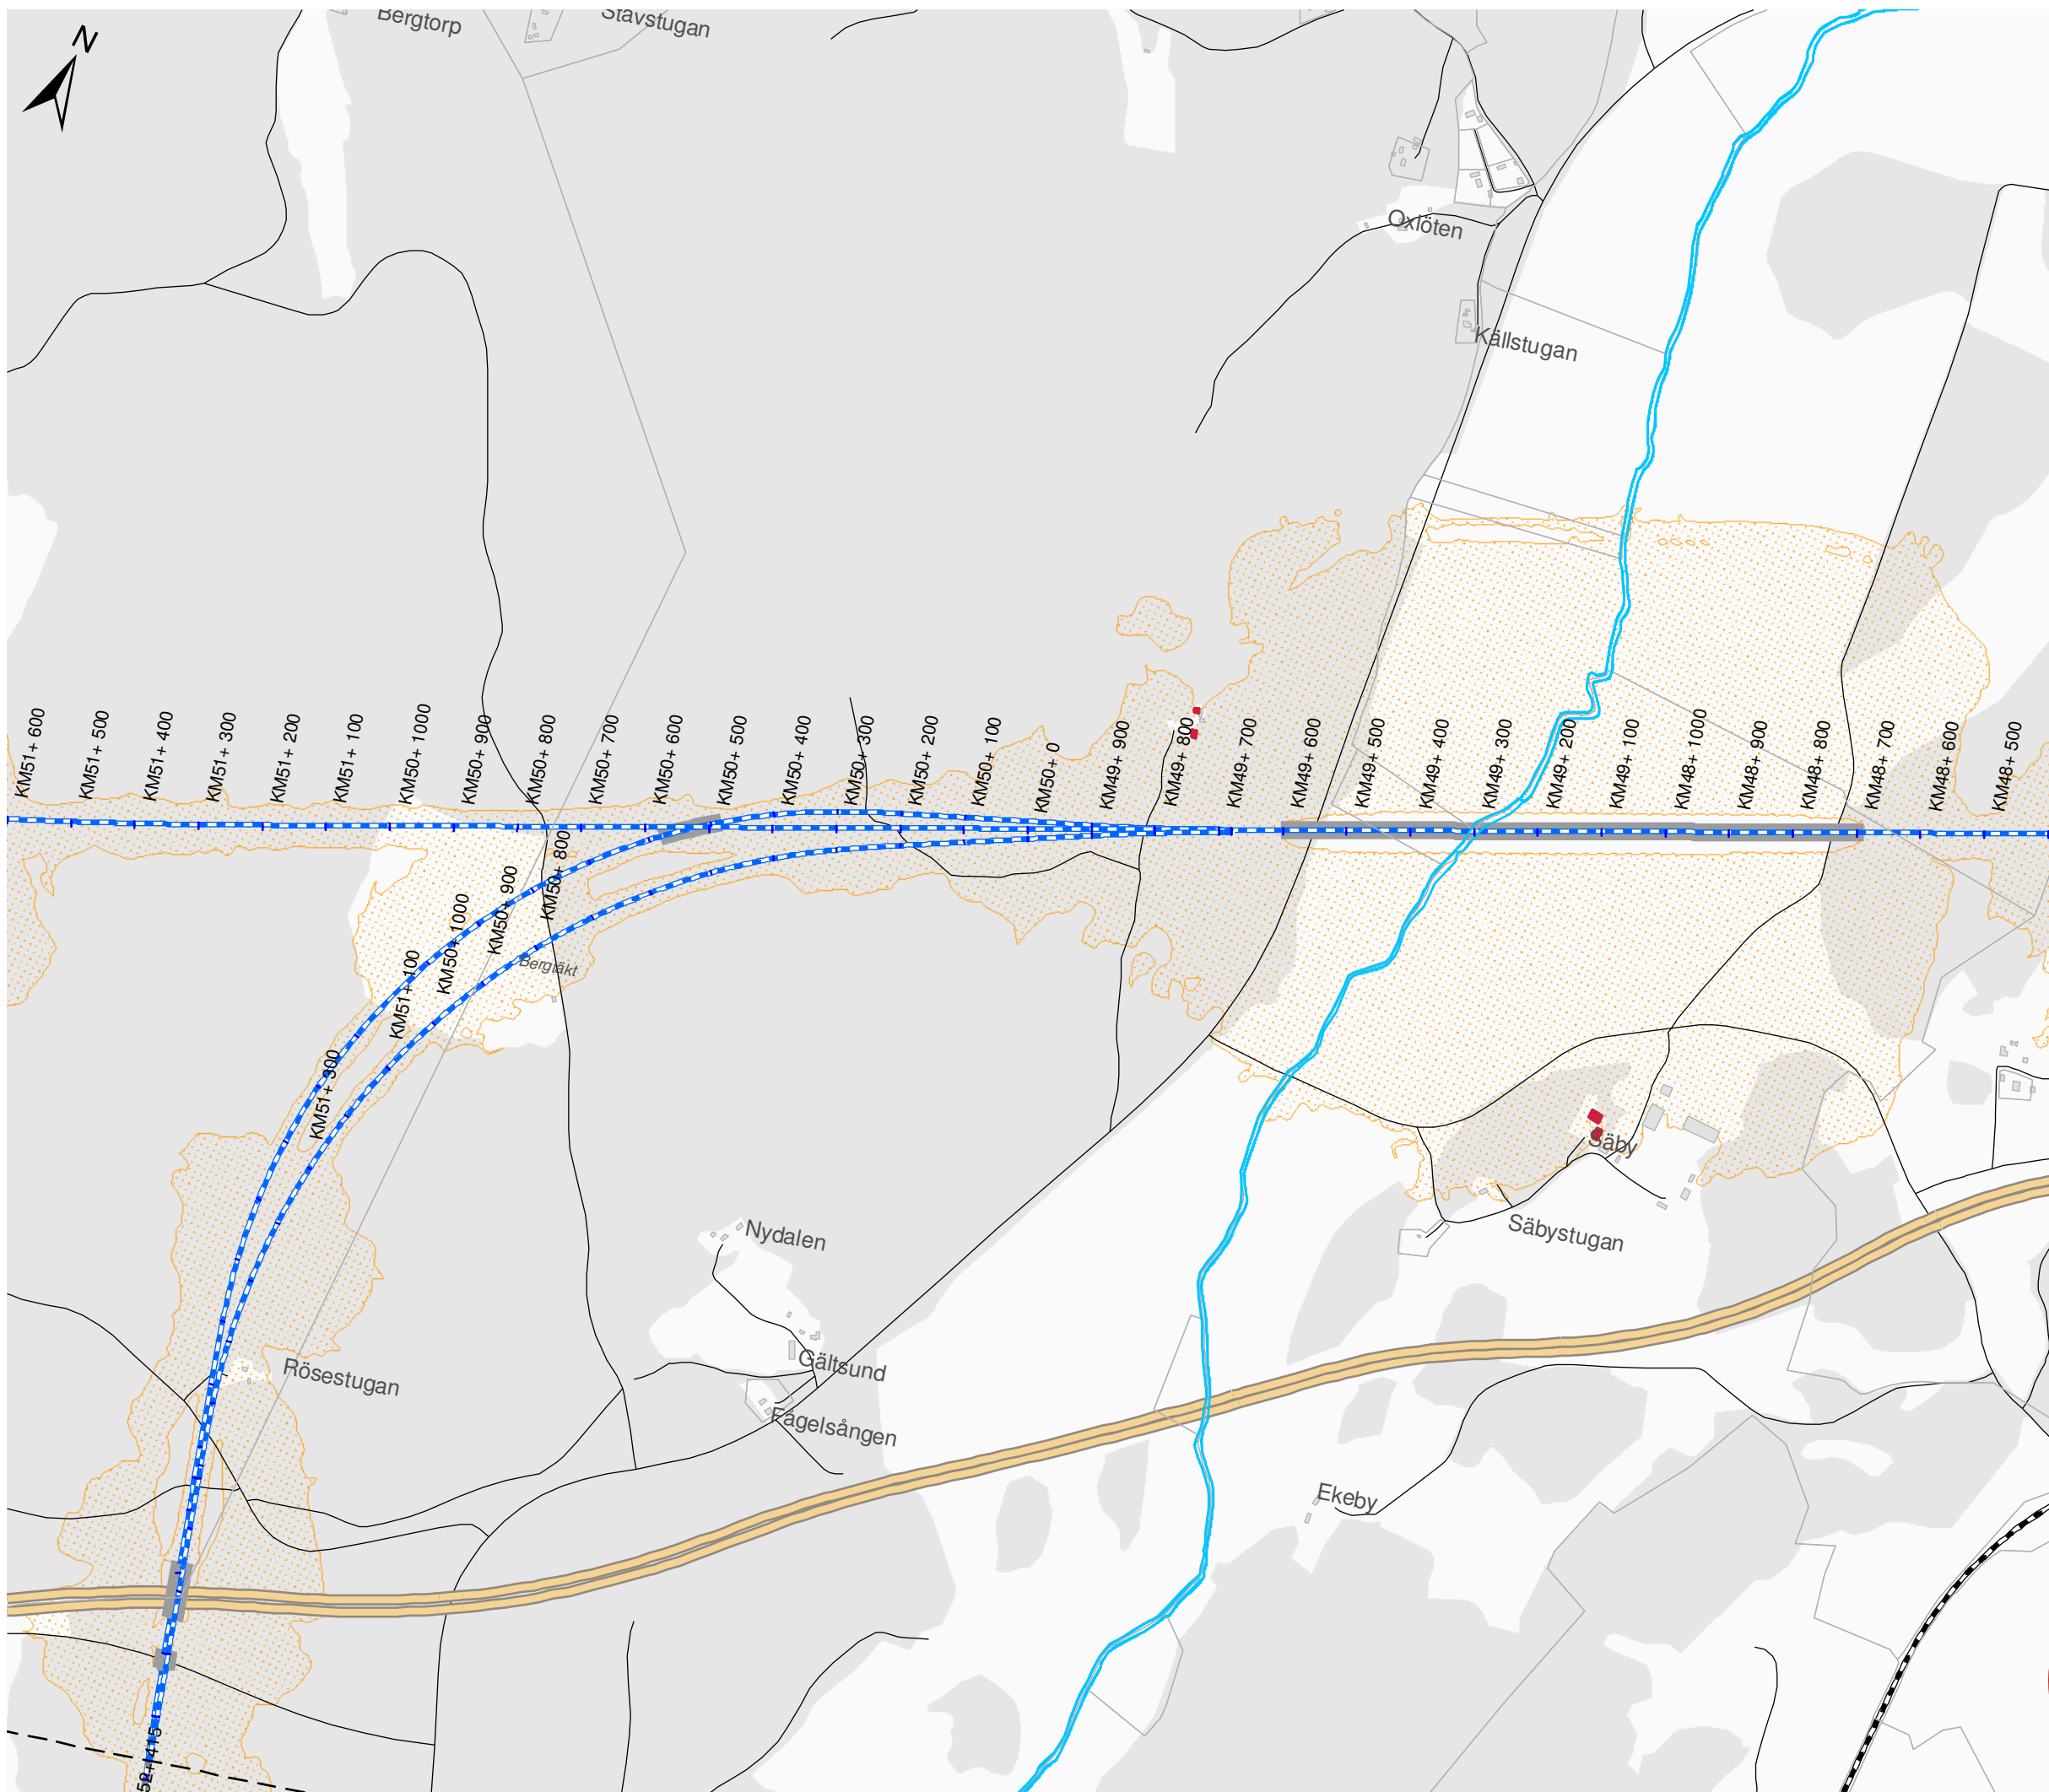 Bergtorp
Stavstugan
N
Oxlöten
Källstugan
KM51+ 600
KM51+ 500
KM51+ 400
KM51+ 300
KM51+ 200
KM51+ 100
KM50+ 1000
KM50+ 900
KM50+ 800
KM50+ 700
KM50+ 600
KM50+ 500
KM50+ 400
KM50+ 300
KM50+ 200
KM50+ 100
KM50+ 0
KM49+ 900
KM49+ 800
KM49+ 700
KM49+ 600
KM49+ 500
KM49+ 400
KM49+ 300
KM49+ 200
KM49+ 100
KM48+ 1000
KM48+ 900
KM48+ 800
KM48+ 700
KM48+ 600
KM48+ 500
KM50+ 800
KM50+ 900
KM50+ 1000
KM51+ 100
KM51+ 300
Bergtäkt
Säby
Säbystugan
Nydalen
Gältsund
Rösestugan
Fågelsången
Ekeby
52+415